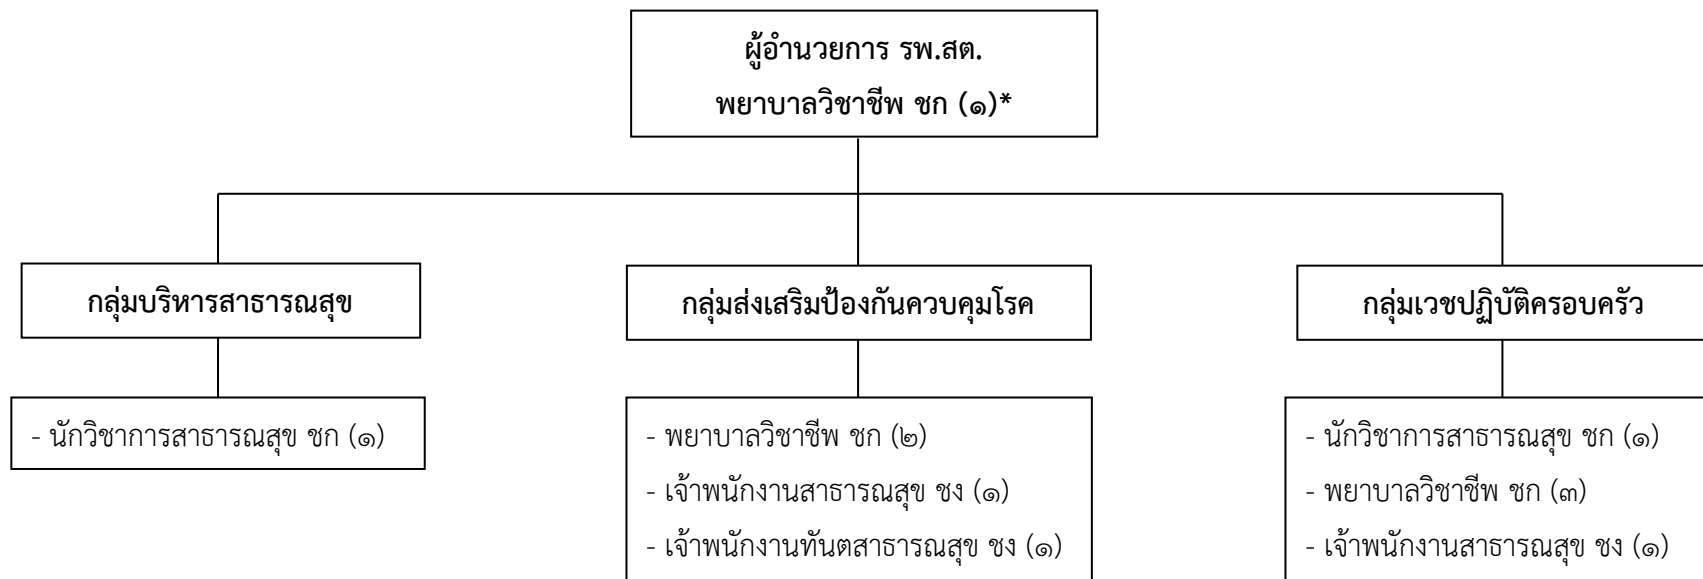 ผู้อำนวยการ รพ.สต.
พยาบาลวิชาชีพ ชก (๑)*
กลุ่มบริหารสาธารณสุข
- นักวิชาการสาธารณสุข ชก (๑)
กลุ่มส่งเสริมป้องกันควบคุมโรค
- พยาบาลวิชาชีพ ชก (๒)
- เจ้าพนักงานสาธารณสุข ชง (๑)
- เจ้าพนักงานทันตสาธารณสุข ชง (๑)
กลุ่มเวชปฏิบัติครอบครัว
- นักวิชาการสาธารณสุข ชก (๑)
- พยาบาลวิชาชีพ ชก (๓)
- เจ้าพนักงานสาธารณสุข ชง (๑)